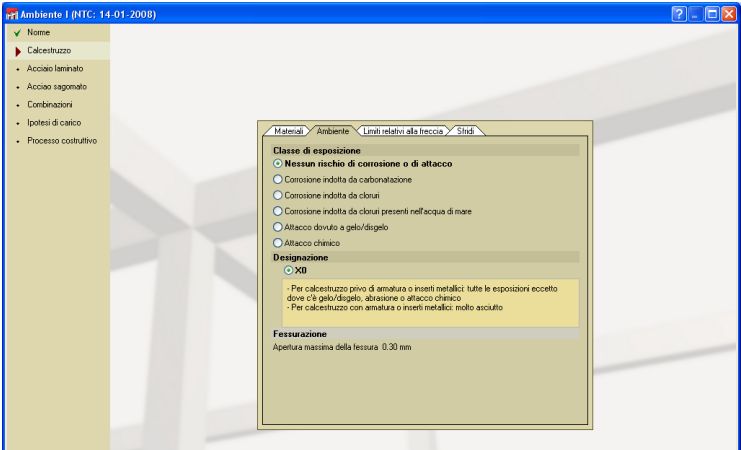 Ambiente I (NTC: 14-01-2008)
Norme
Calcestruzzo
Acciaio laminato
Acciao sagomato
Combinazioni
Ipotesi di carico
Processo costruttivo
Materiali Ambiente Limiti relativi alla freccia Sfridi
Classe di esposizione
Nessun rischio di corrosione o di attacco
Corrosione indotta da carbonatazione
Corrosione indotta da cloruri
Corrosione indotta da cloruri presenti nell'acqua di mare
Attacco dovuto a gelo/disgelo
Attacco chimico
Designazione
X0
- Per calcestruzzo privo di armatura o inserti metallici: tutte le esposizioni eccetto
dove c'è gelo/disgelo, abrasione o attacco chimico
- Per calcestruzzo con armatura o inserti metallici: molto asciutto
Fessurazione
Apertura massima della fessura 0.30 mm